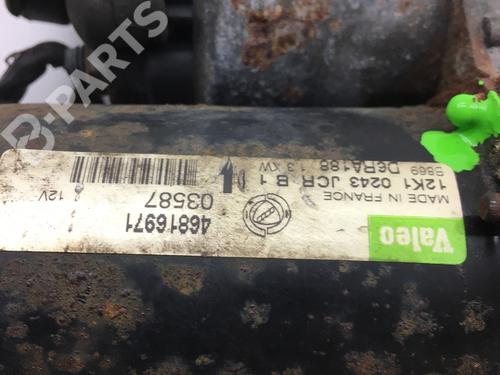 Valeo
MADE IN FRANCE
12K1 0243 JCR B 1
S669 D6RA188 1.3 KW
46816971
03587
12V
B-PARTS